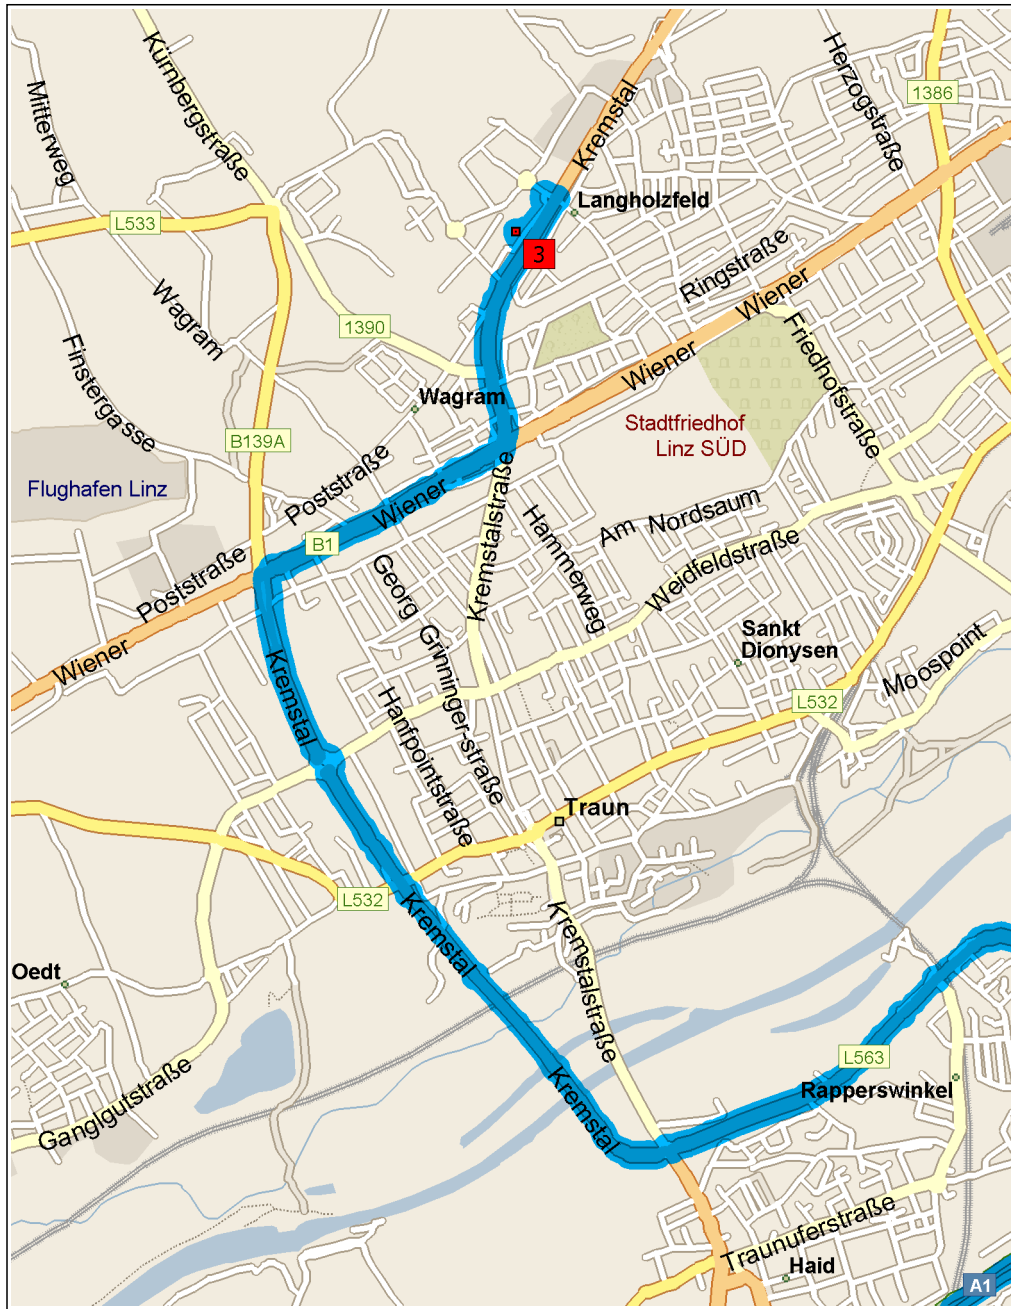 Kürnbergstraße
Herzogstraße
Mitterweg
1386
Kremstal
Langholzfeld
L533
3
Ringstraße
Wagram
Wiener
1390
Friedhofstraße
Finstergasse
Wiener
Wagram
Stadtfriedhof
Linz SÜD
B139A
Poststraße
Flughafen Linz
Wiener
Kremstalstraße
Hammerweg
Am Nordsaum
B1
Weidfeldstraße
Poststraße
Georg Grinninger-straße
Sankt
Dionysen
Moospoint
Wiener
Kremstal
Hanfpointstraße
L532
Traun
L532
Kremstal
Kremstalstraße
Oedt
L563
Rapperswinkel
Kremstal
Ganglgutstraße
Traunuferstraße
Haid
A1